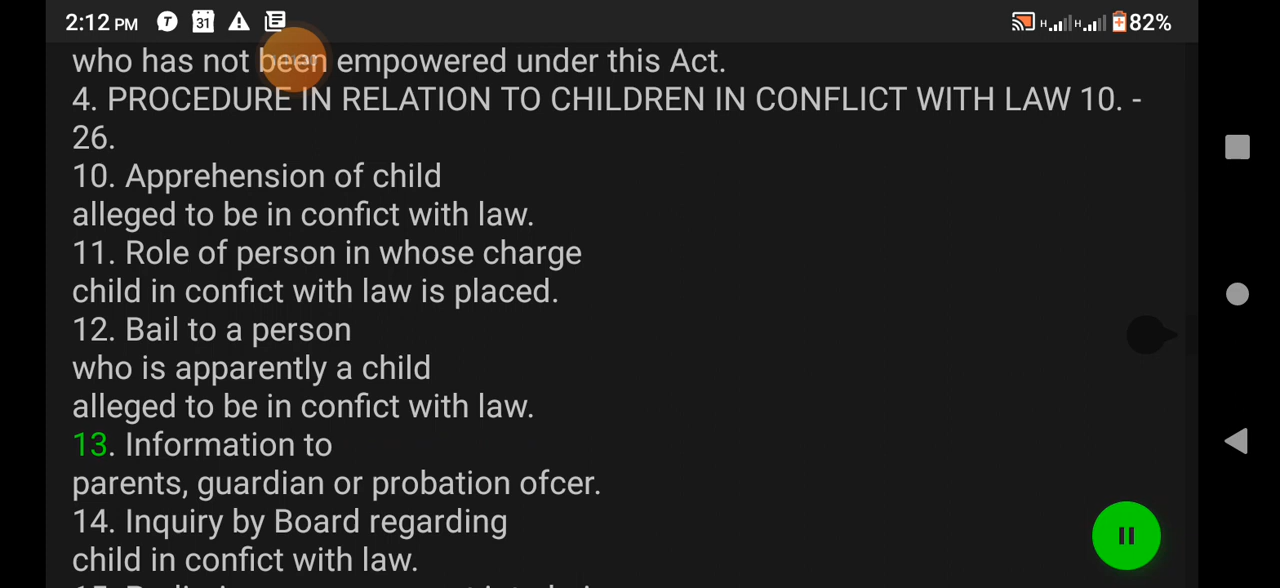 2:12 PM T 31 H H 82%
who has not been empowered under this Act.
4. PROCEDURE IN RELATION TO CHILDREN IN CONFLICT WITH LAW 10. -
26.
10. Apprehension of child
alleged to be in confict with law.
11. Role of person in whose charge
child in confict with law is placed.
12. Bail to a person
who is apparently a child
alleged to be in confict with law.
13. Information to
parents, guardian or probation ofcer.
14. Inquiry by Board regarding
child in confict with law.